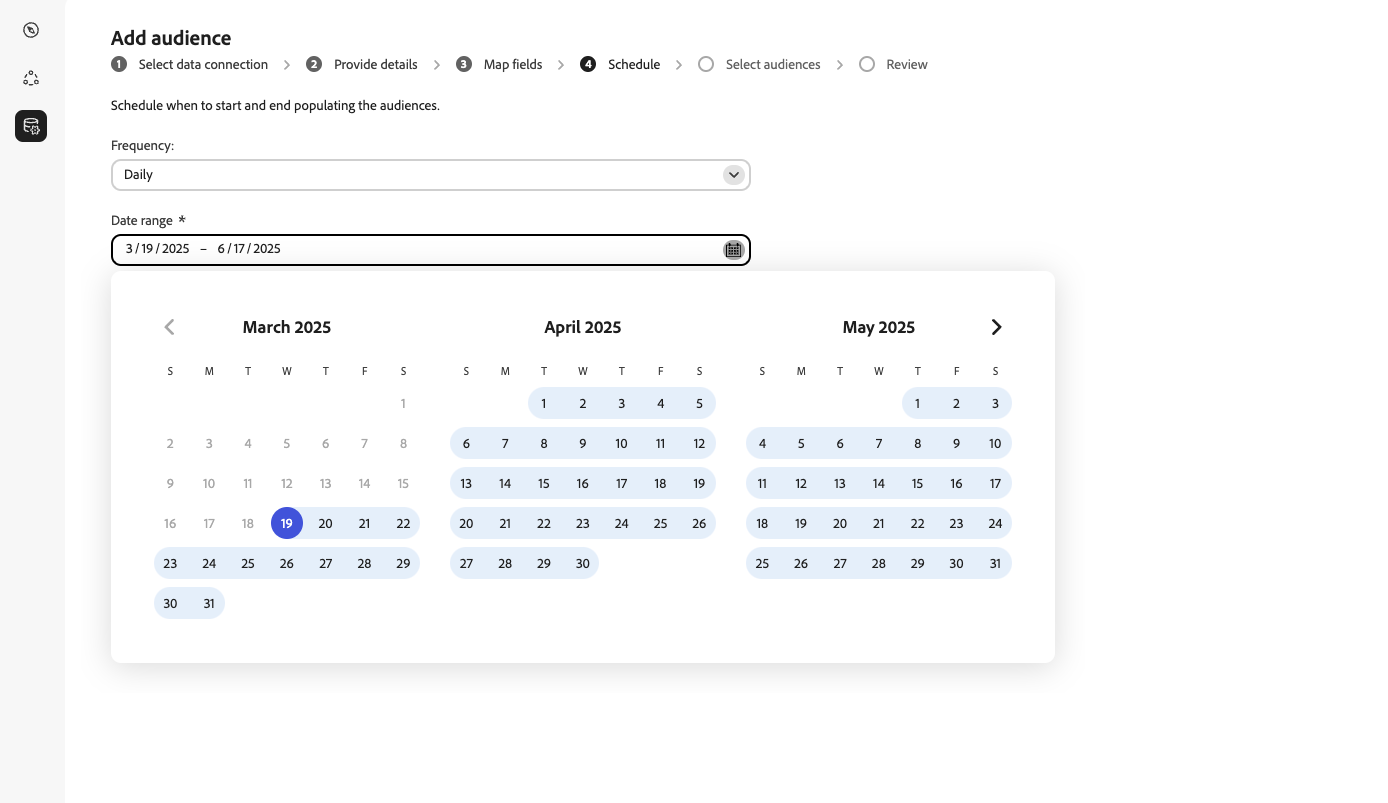 Add audience
1 Select data connection 2 Provide details 3 Map fields 4 Schedule Select audiences Review
Schedule when to start and end populating the audiences.
Frequency:
Daily
Date range *
3 / 19 / 2025 – 6 / 17 / 2025
March 2025 April 2025 May 2025
S M T W T F S S M T W T F S S M T W T F S
1 1 2 3 4 5 1 2 3
2 3 4 5 6 7 8 6 7 8 9 10 11 12 4 5 6 7 8 9 10
9 10 11 12 13 14 15 13 14 15 16 17 18 19 11 12 13 14 15 16 17
16 17 18 19 20 21 22 20 21 22 23 24 25 26 18 19 20 21 22 23 24
23 24 25 26 27 28 29 27 28 29 30 25 26 27 28 29 30 31
30 31